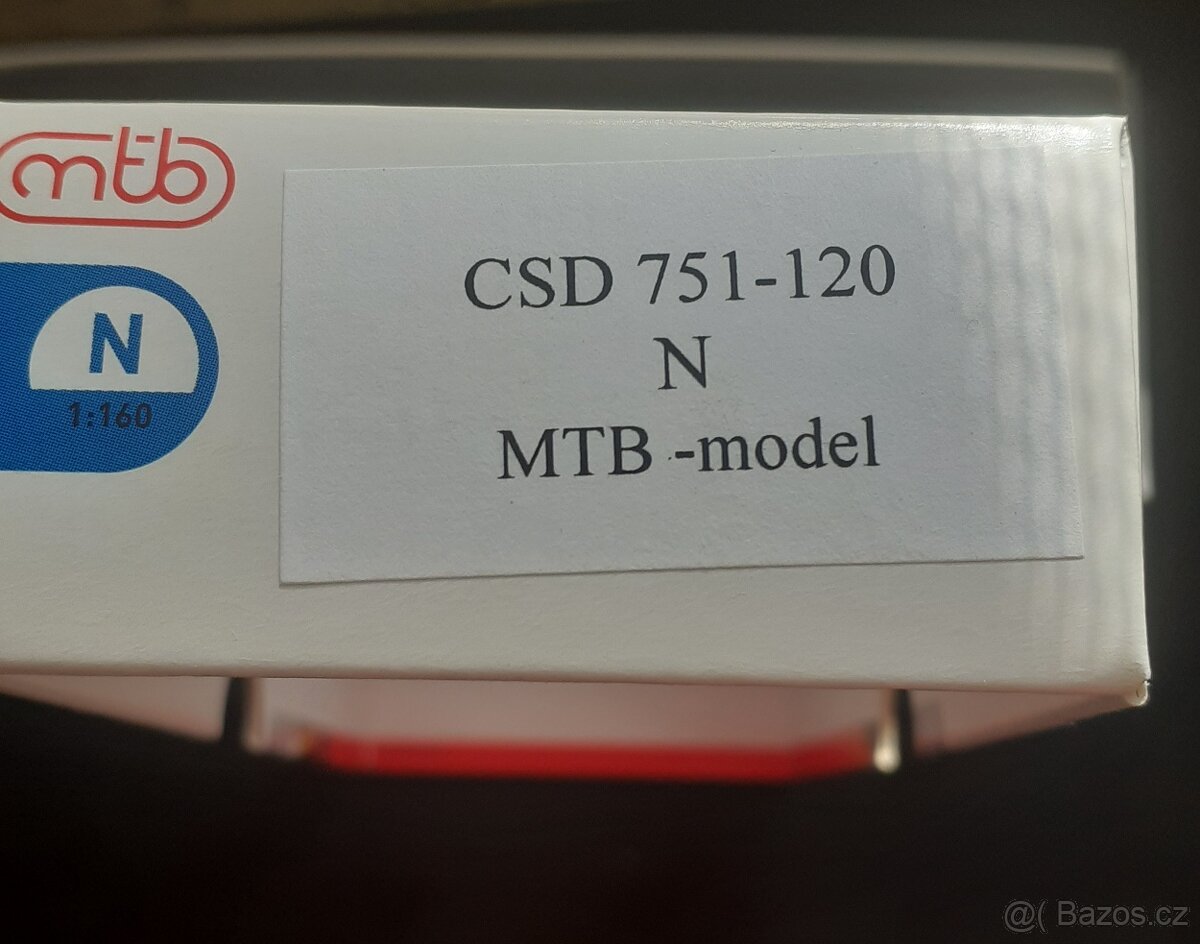 mtb
N
1:160
CSD 751-120
N
MTB -model
@( Bazos.cz